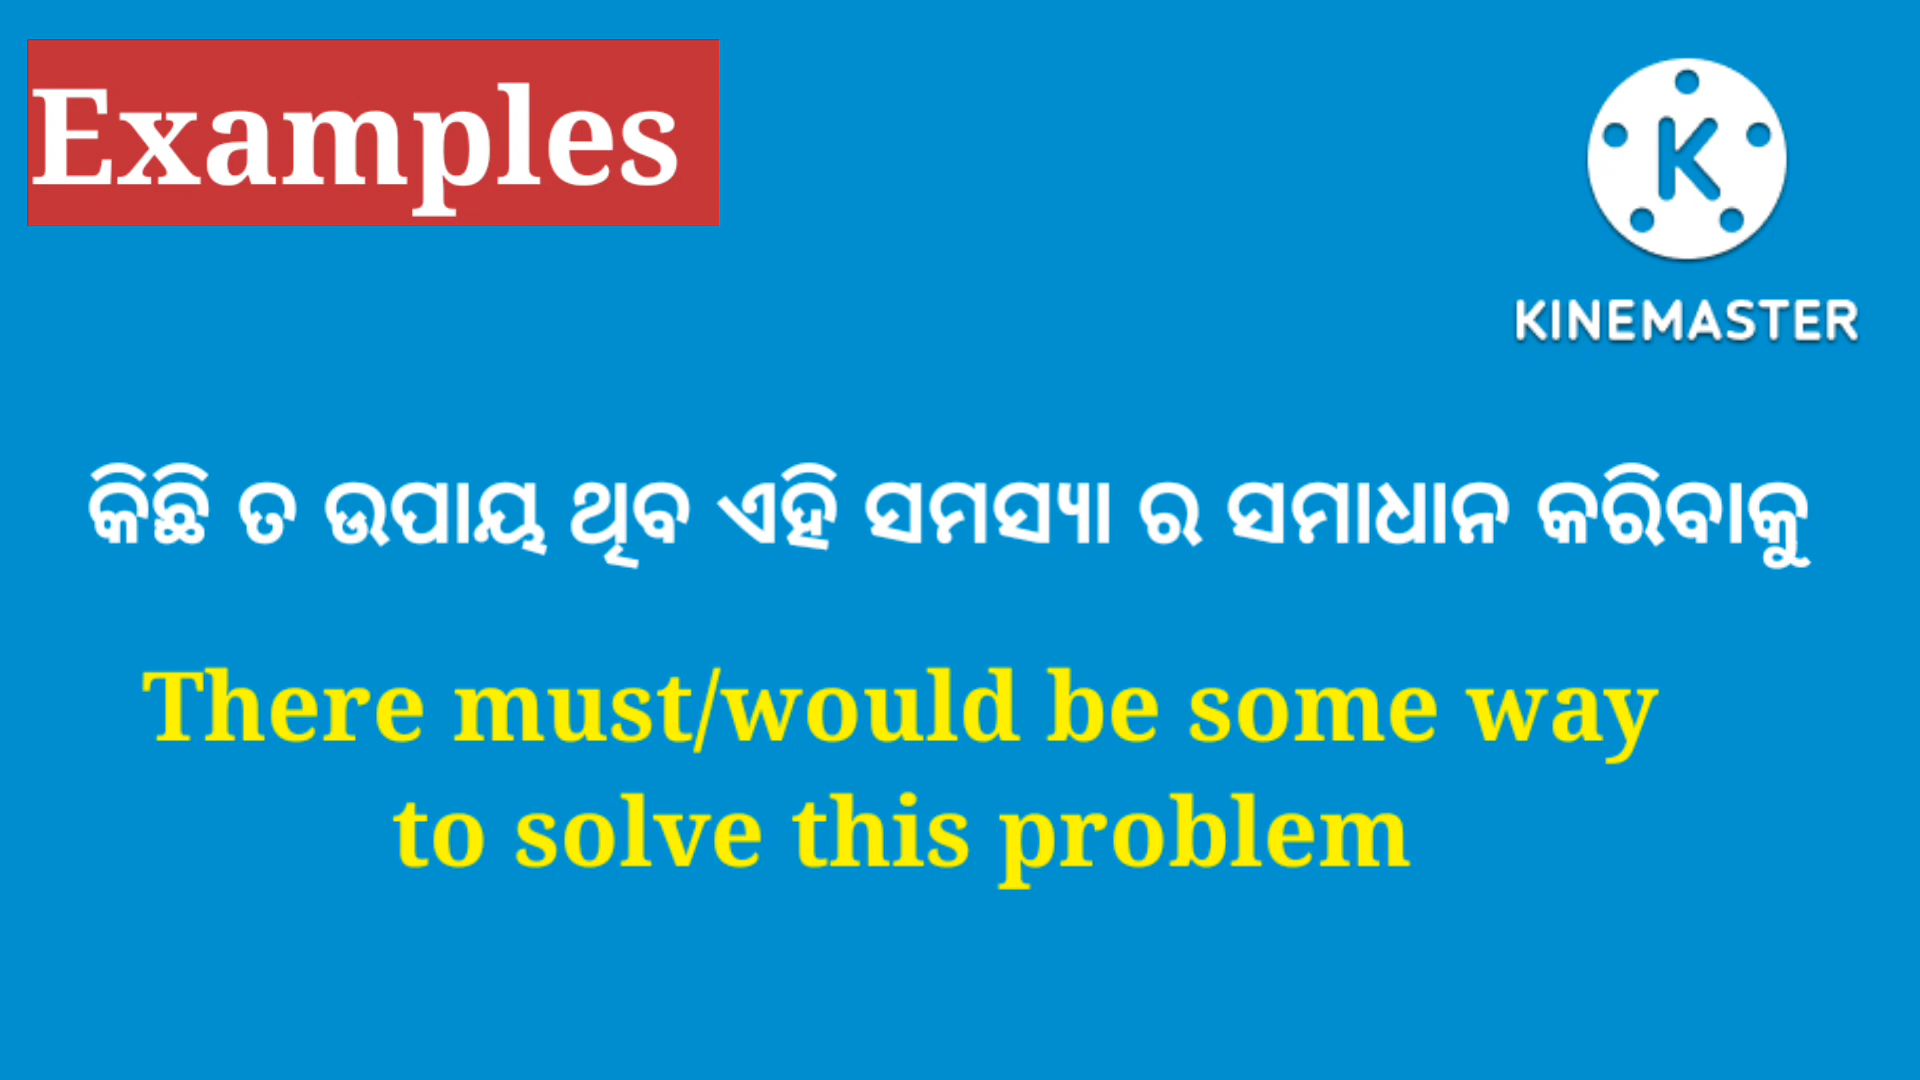 Examples
K
KINEMASTER
କିଛି ତ ଉପାୟ ଥିବ ଏହି ସମସ୍ୟା ର ସମାଧାନ କରିବାକୁ
There must/would be some way
to solve this problem